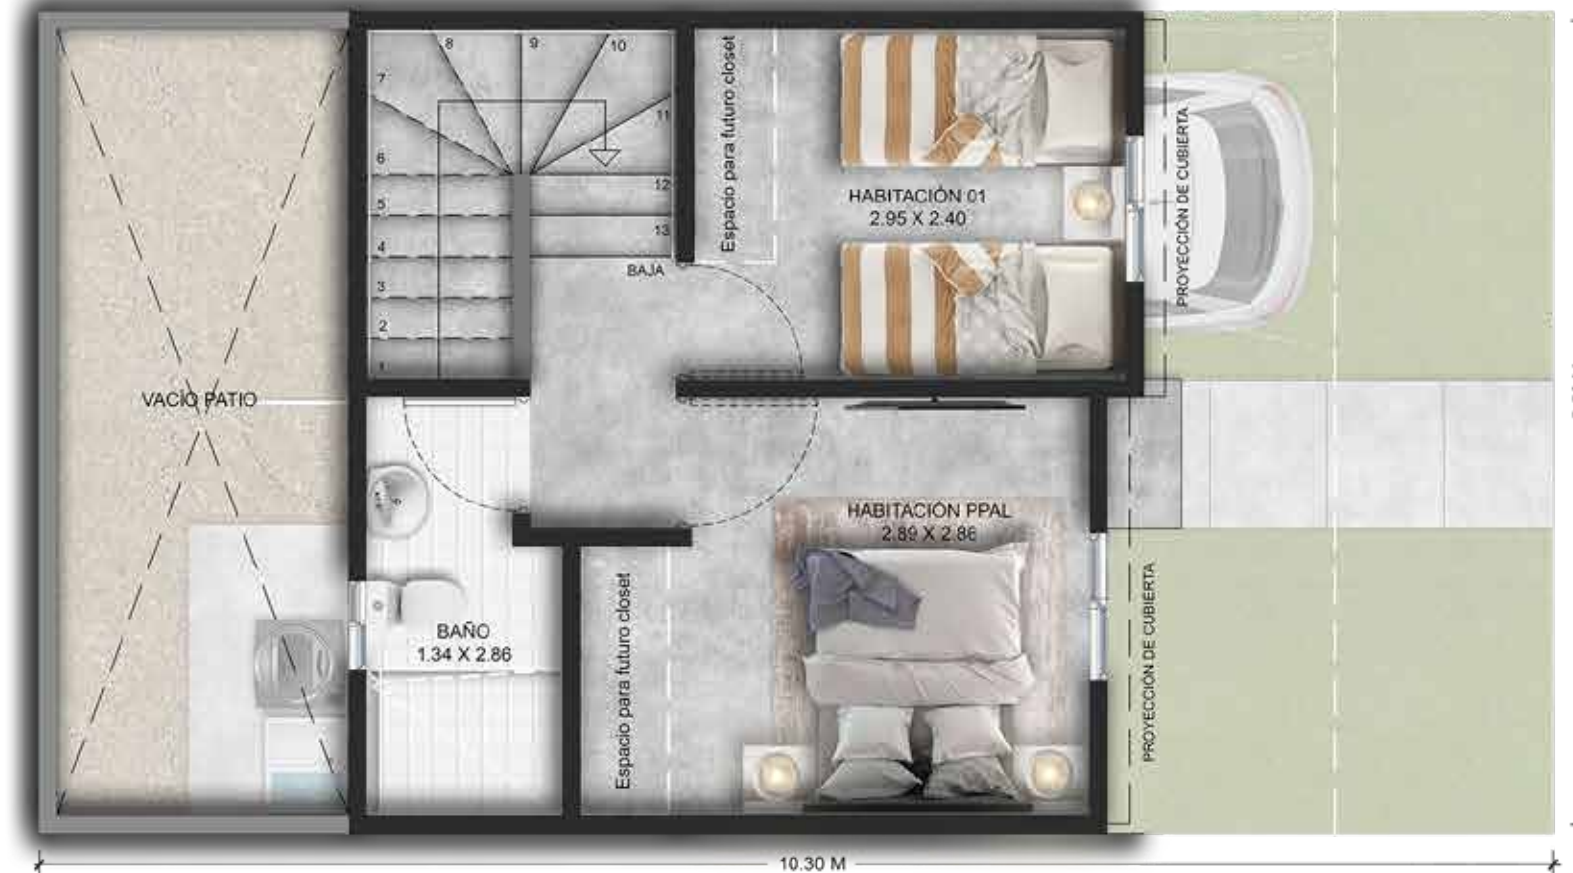 8
9
10
7
11
6
12
5
13
4
BAJA
3
2
1
Espacio para futuro closet
HABITACIÓN 01
2.95 X 2.40
PROYECCIÓN DE CUBIERTA
VACÍO PATIO
HABITACIÓN PPAL
2.89 X 2.86
BAÑO
1.34 X 2.86
Espacio para futuro closet
PROYECCIÓN DE CUBIERTA
10.30 M